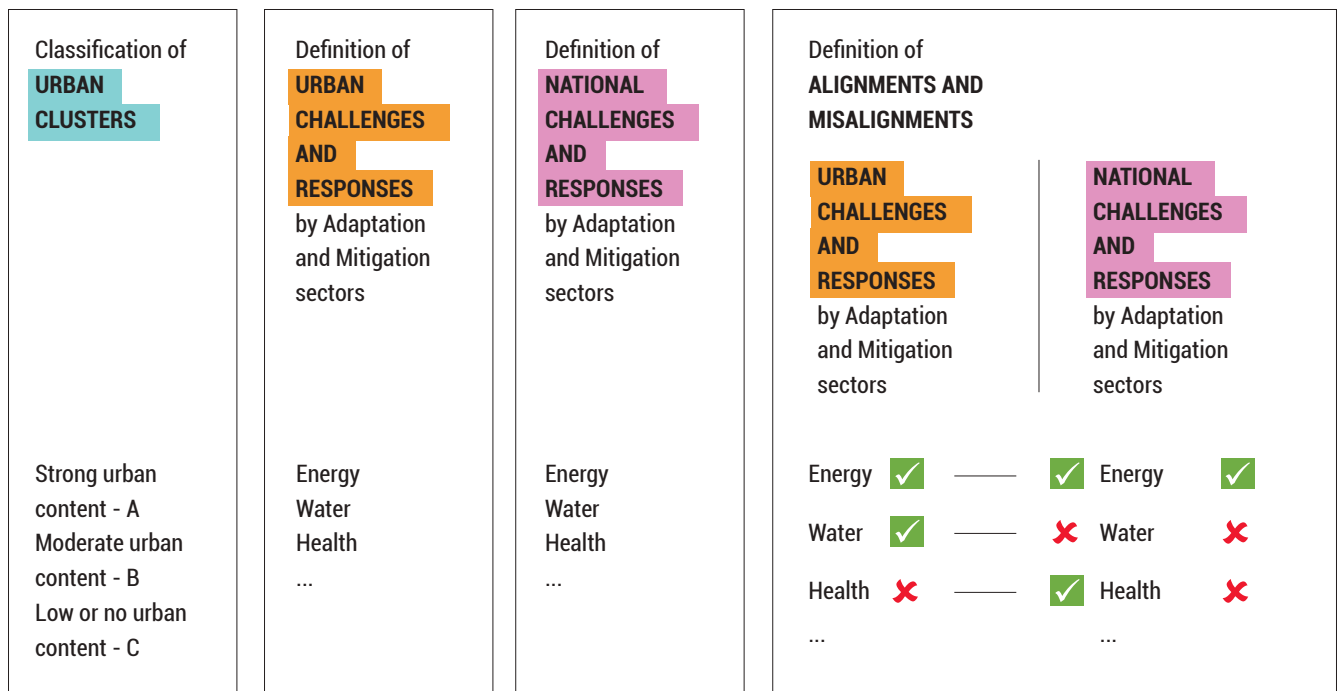 Classification of
URBAN
CLUSTERS
Strong urban
content - A
Moderate urban
content - B
Low or no urban
content - C
Definition of
URBAN
CHALLENGES
AND
RESPONSES
by Adaptation
and Mitigation
sectors
Energy
Water
Health
...
Definition of
NATIONAL
CHALLENGES
AND
RESPONSES
by Adaptation
and Mitigation
sectors
Energy
Water
Health
...
Definition of
ALIGNMENTS AND
MISALIGNMENTS
URBAN
CHALLENGES
AND
RESPONSES
by Adaptation
and Mitigation
sectors
NATIONAL
CHALLENGES
AND
RESPONSES
by Adaptation
and Mitigation
sectors
Energy Energy
Water Water
Health Health
... ...